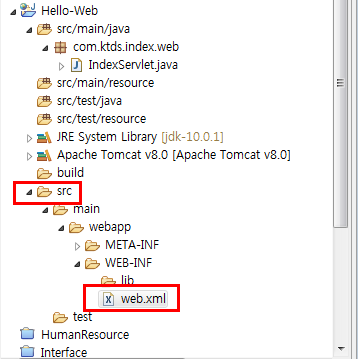 Hello-Web
src/main/java
com.ktds.index.web
IndexServlet.java
src/main/resource
src/test/java
src/test/resource
JRE System Library [jdk-10.0.1]
Apache Tomcat v8.0 [Apache Tomcat v8.0]
build
src
main
webapp
META-INF
WEB-INF
lib
web.xml
test
HumanResource
Interface